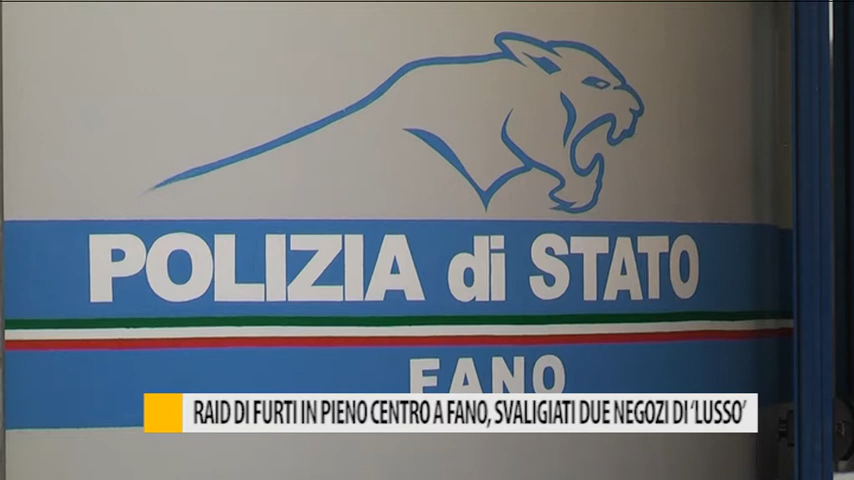 POLIZIA di STATO
FANO
RAID DI FURTI IN PIENO CENTRO A FANO, SVALIGIATI DUE NEGOZI DI ‘LUSSO’